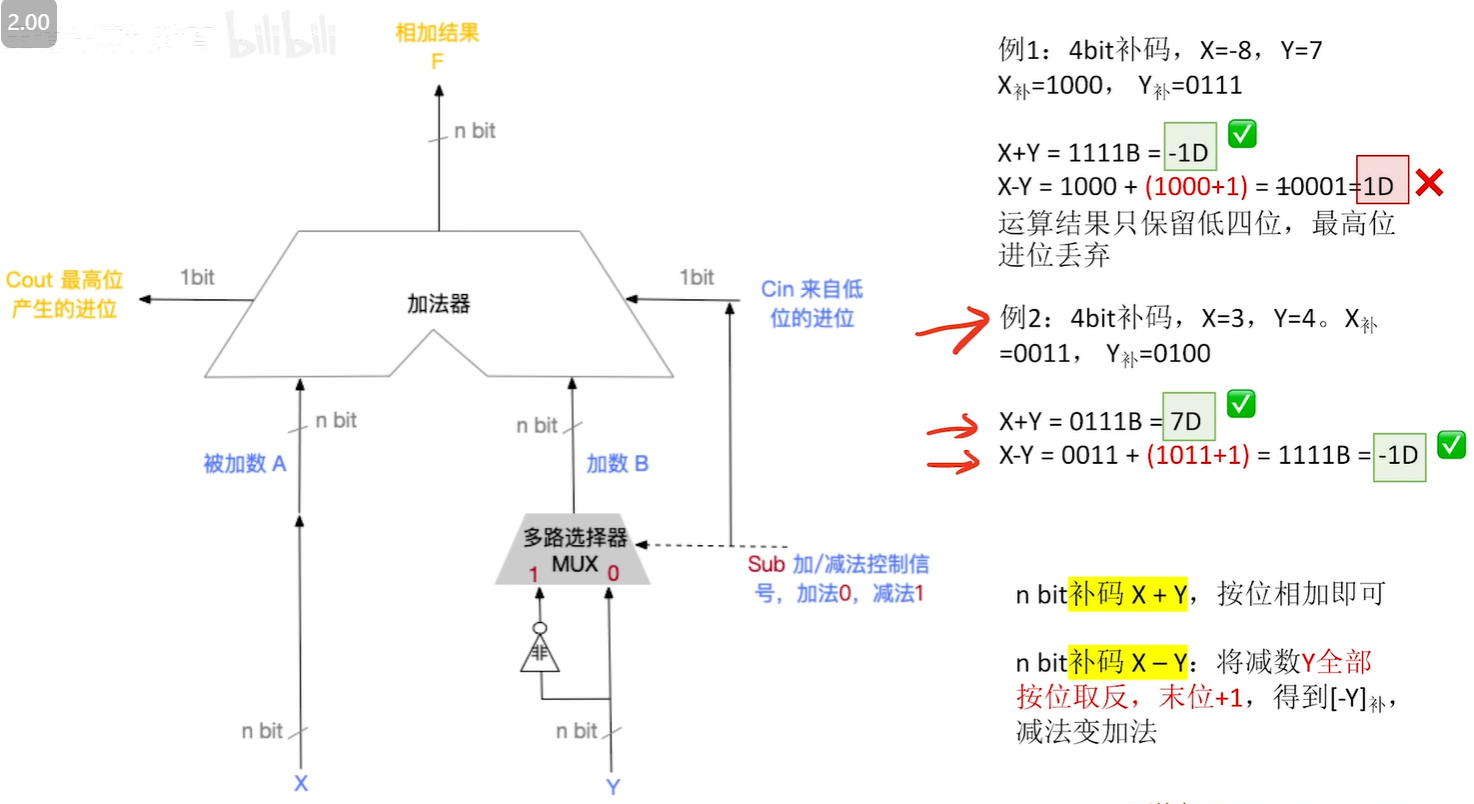 2.00
bilibili
相加结果
F
n bit
Cout 最高位
产生的进位
1bit
加法器
1bit
Cin 来自低
位的进位
n bit
被加数 A
n bit
加数 B
多路选择器
MUX
1
0
Sub 加/减法控制信
号，加法0，减法1
非
n bit
n bit
X
Y
例1：4bit补码，X=-8，Y=7
X补=1000， Y补=0111
X+Y = 1111B = -1D
X-Y = 1000 + (1000+1) = 10001=1D
运算结果只保留低四位，最高位
进位丢弃
例2：4bit补码，X=3，Y=4。X补
=0011， Y补=0100
X+Y = 0111B = 7D
X-Y = 0011 + (1011+1) = 1111B = -1D
n bit补码 X + Y，按位相加即可
n bit补码 X – Y：将减数Y全部
按位取反，末位+1，得到[-Y]补，
减法变加法